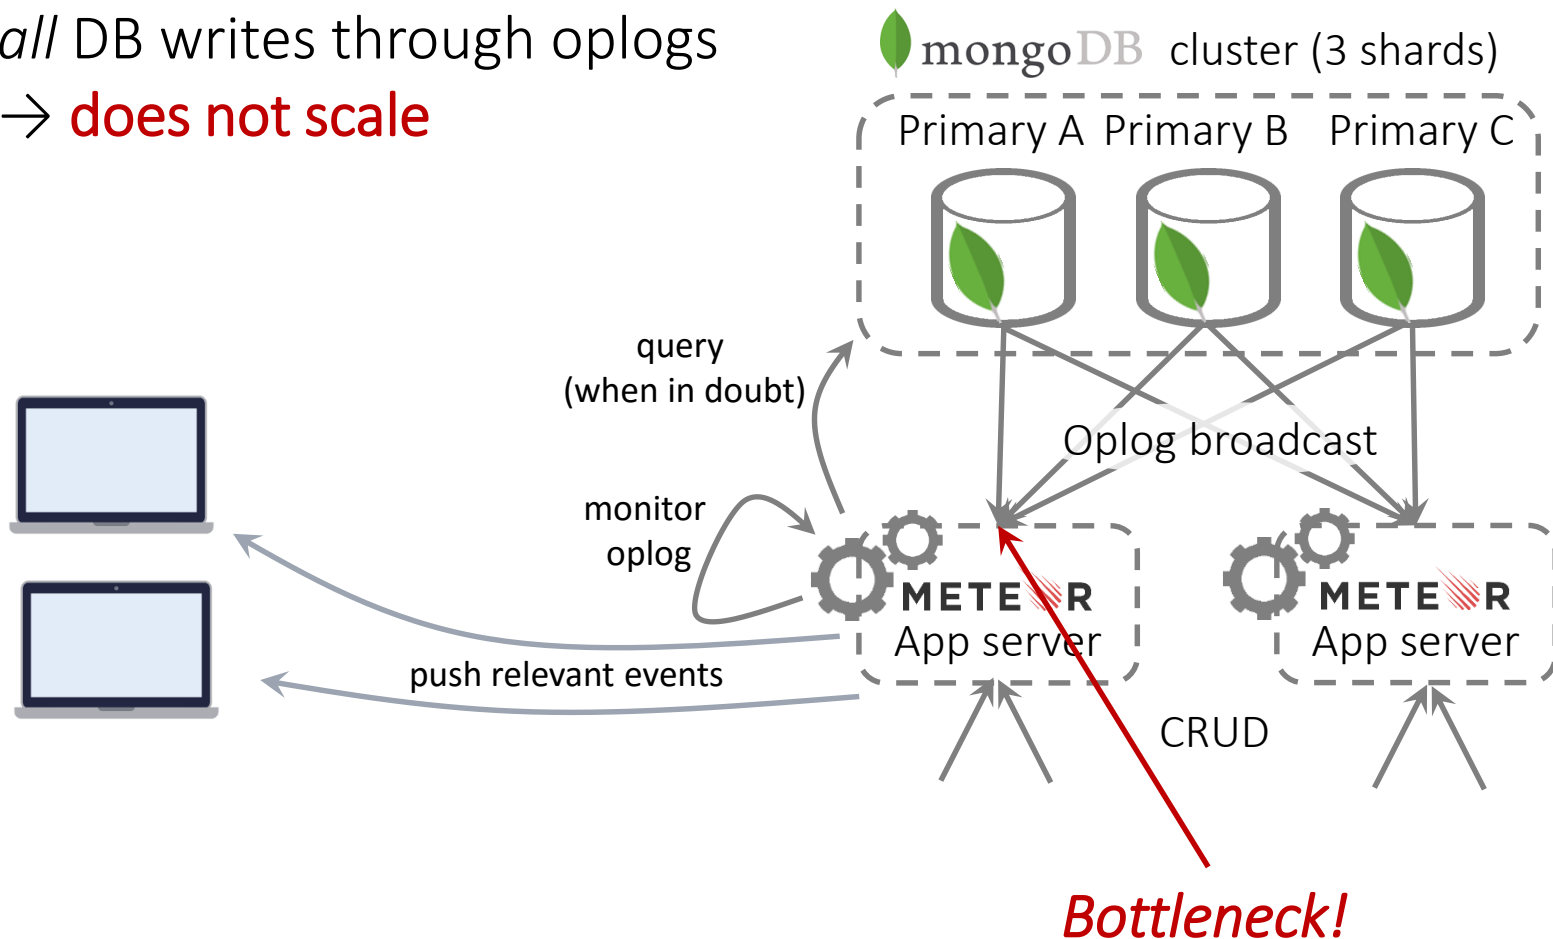 all DB writes through oplogs
→ does not scale
mongoDB cluster (3 shards)
Primary A Primary B Primary C
query
(when in doubt)
Oplog broadcast
monitor
oplog
METEOR
App server
METEOR
App server
push relevant events
CRUD
Bottleneck!